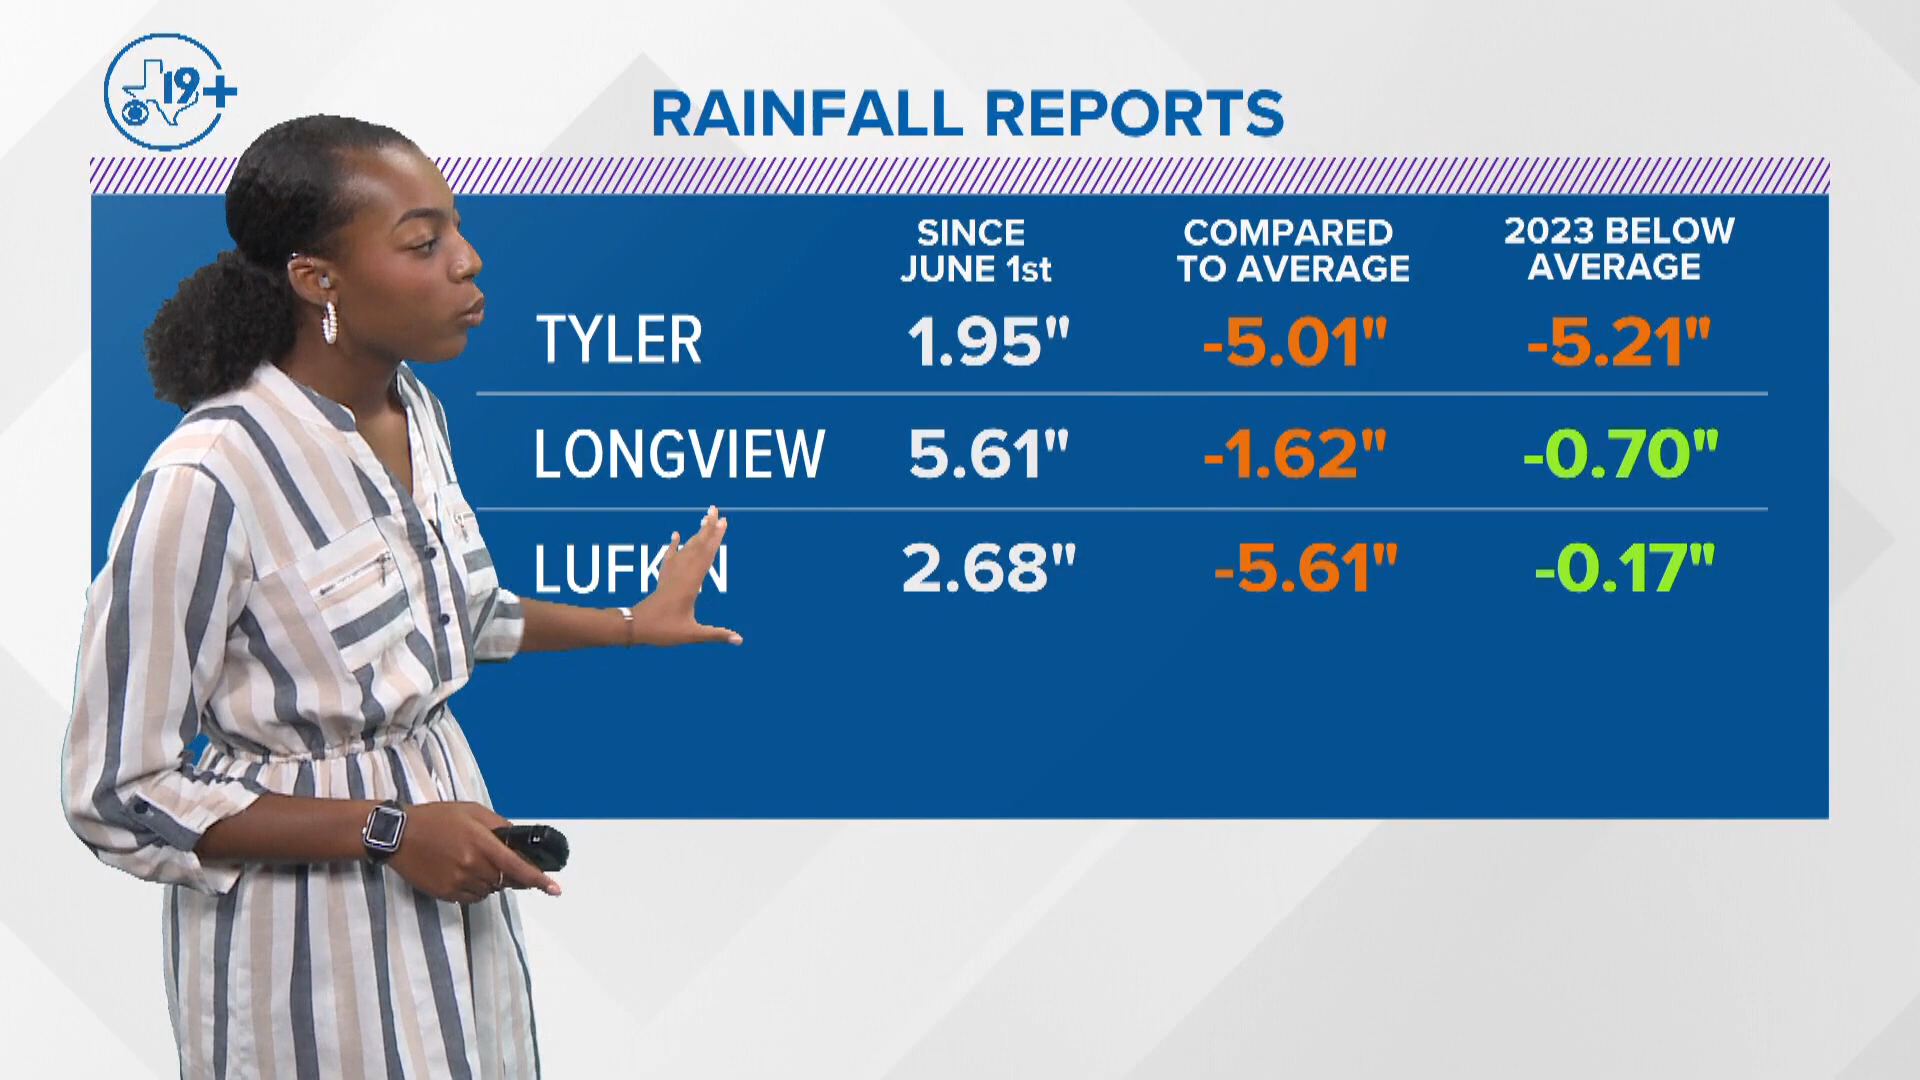 19+
RAINFALL REPORTS
SINCE
JUNE 1st
COMPARED
TO AVERAGE
2023 BELOW
AVERAGE
TYLER 1.95" -5.01" -5.21"
LONGVIEW 5.61" -1.62" -0.70"
LUFKIN 2.68" -5.61" -0.17"